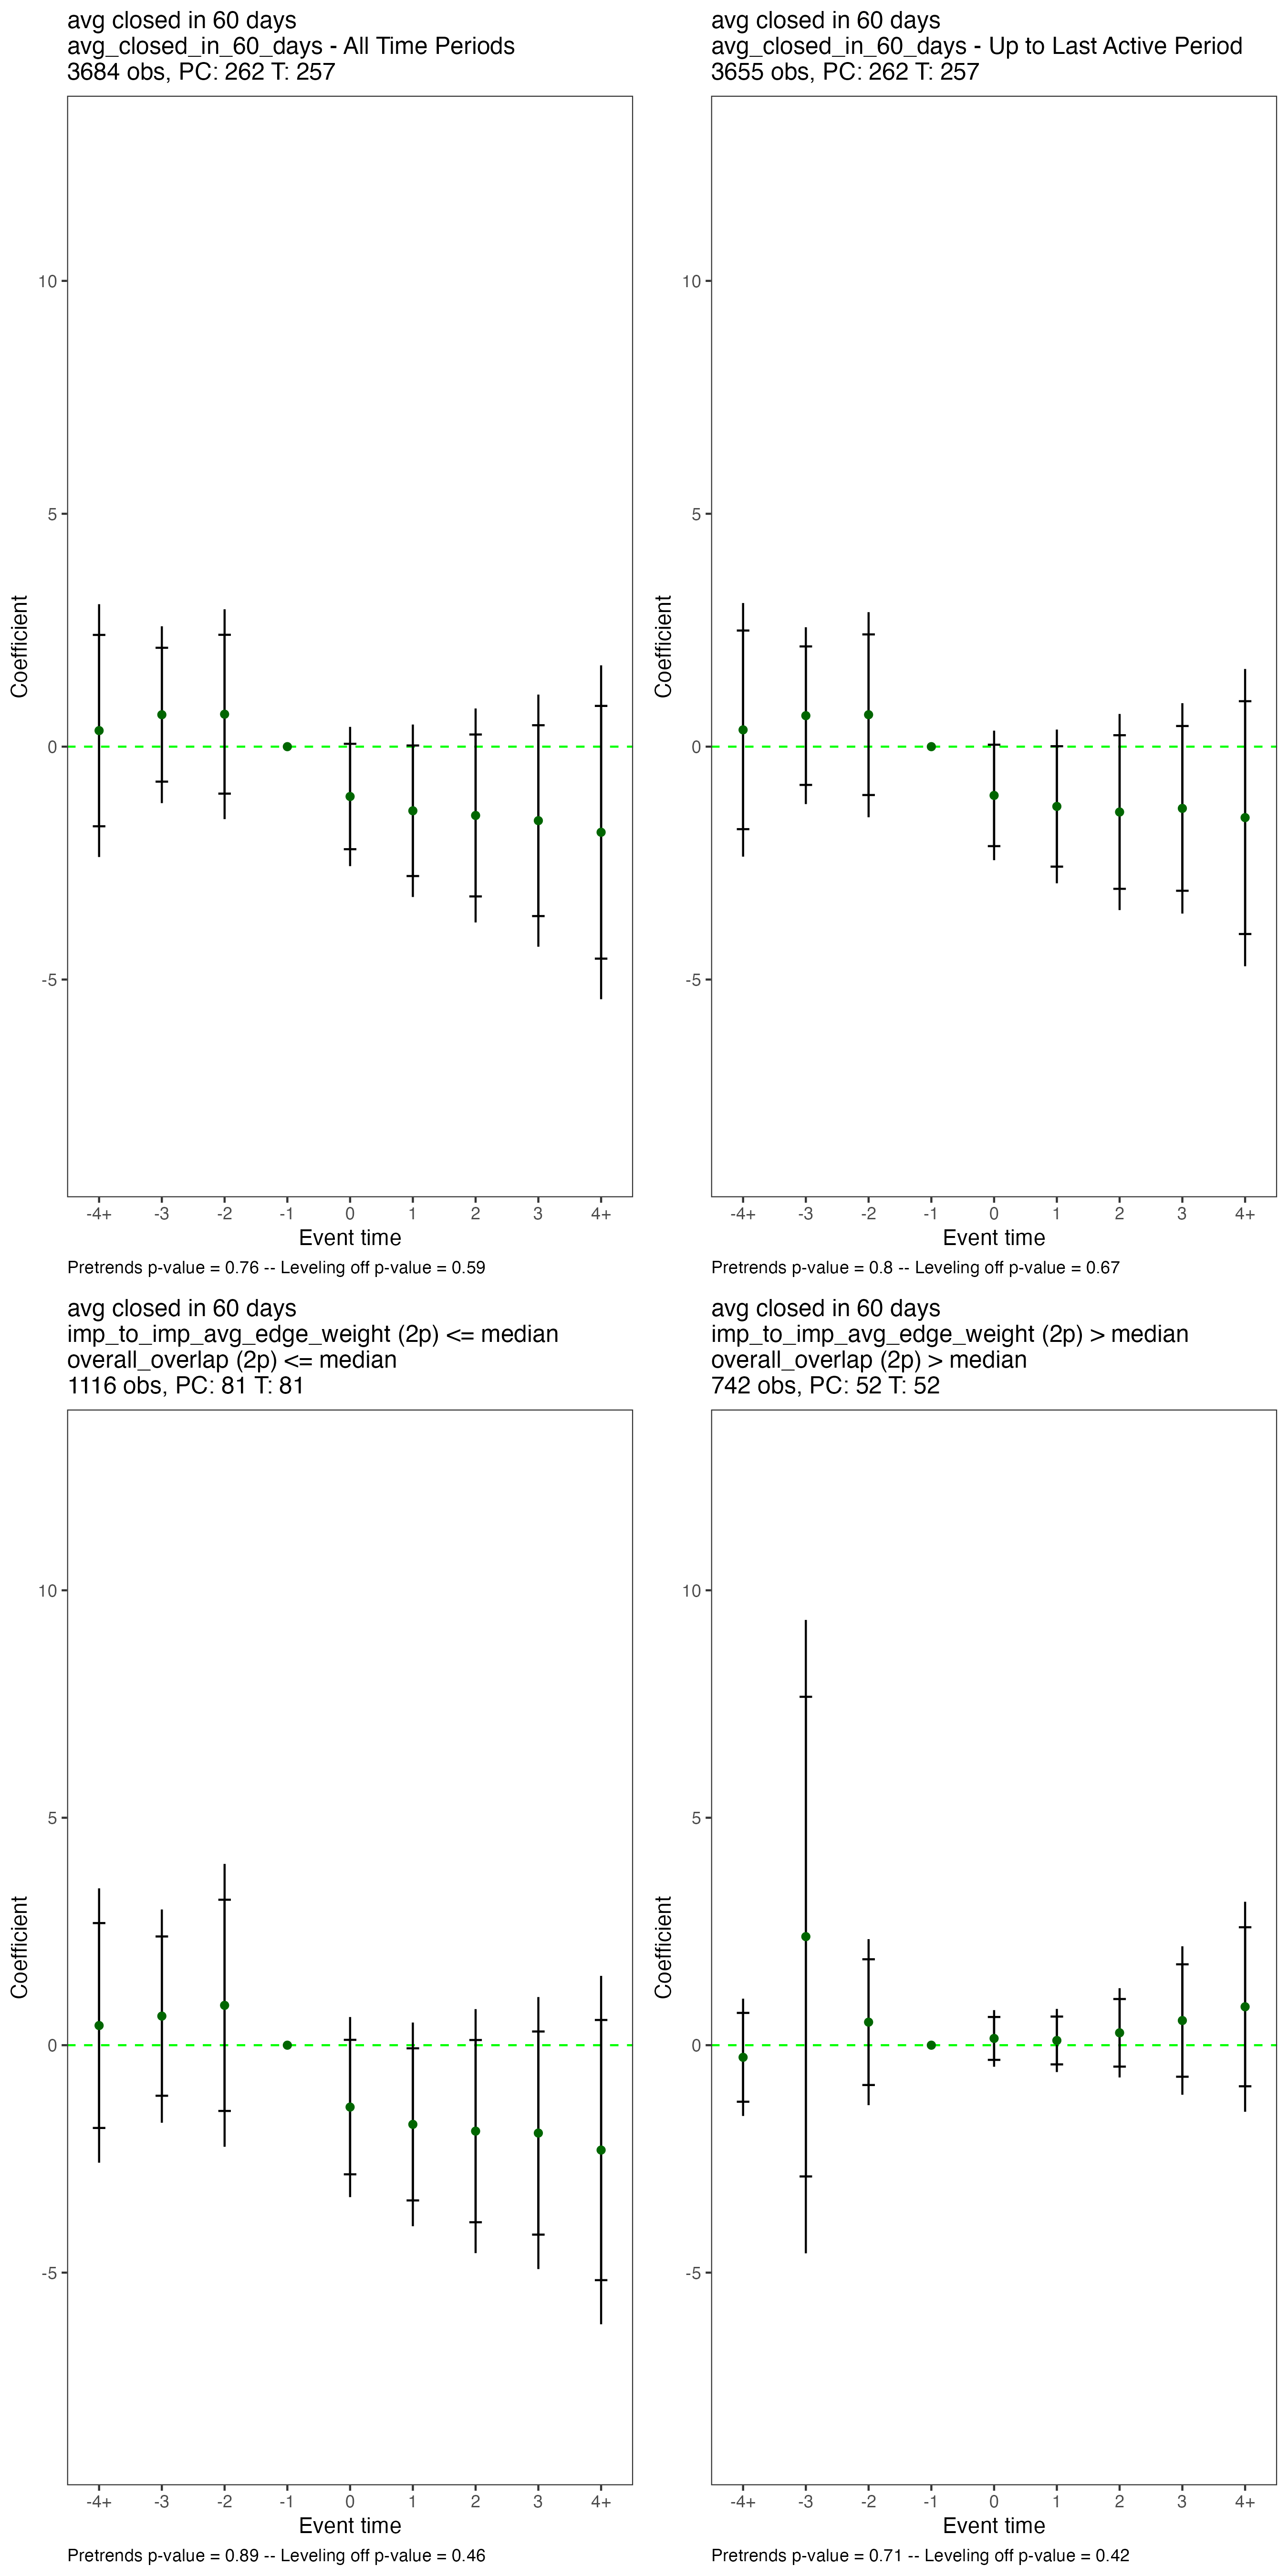 avg closed in 60 days
avg_closed_in_60_days - All Time Periods
3684 obs, PC: 262 T: 257
10
5
0
-5
Coefficient
-4+ -3 -2 -1 0 1 2 3 4+
Event time
Pretrends p-value = 0.76 -- Leveling off p-value = 0.59
avg closed in 60 days
avg_closed_in_60_days - Up to Last Active Period
3655 obs, PC: 262 T: 257
10
5
0
-5
Coefficient
-4+ -3 -2 -1 0 1 2 3 4+
Event time
Pretrends p-value = 0.8 -- Leveling off p-value = 0.67
avg closed in 60 days
imp_to_imp_avg_edge_weight (2p) <= median
overall_overlap (2p) <= median
1116 obs, PC: 81 T: 81
10
5
0
-5
Coefficient
-4+ -3 -2 -1 0 1 2 3 4+
Event time
Pretrends p-value = 0.89 -- Leveling off p-value = 0.46
avg closed in 60 days
imp_to_imp_avg_edge_weight (2p) > median
overall_overlap (2p) > median
742 obs, PC: 52 T: 52
10
5
0
-5
Coefficient
-4+ -3 -2 -1 0 1 2 3 4+
Event time
Pretrends p-value = 0.71 -- Leveling off p-value = 0.42